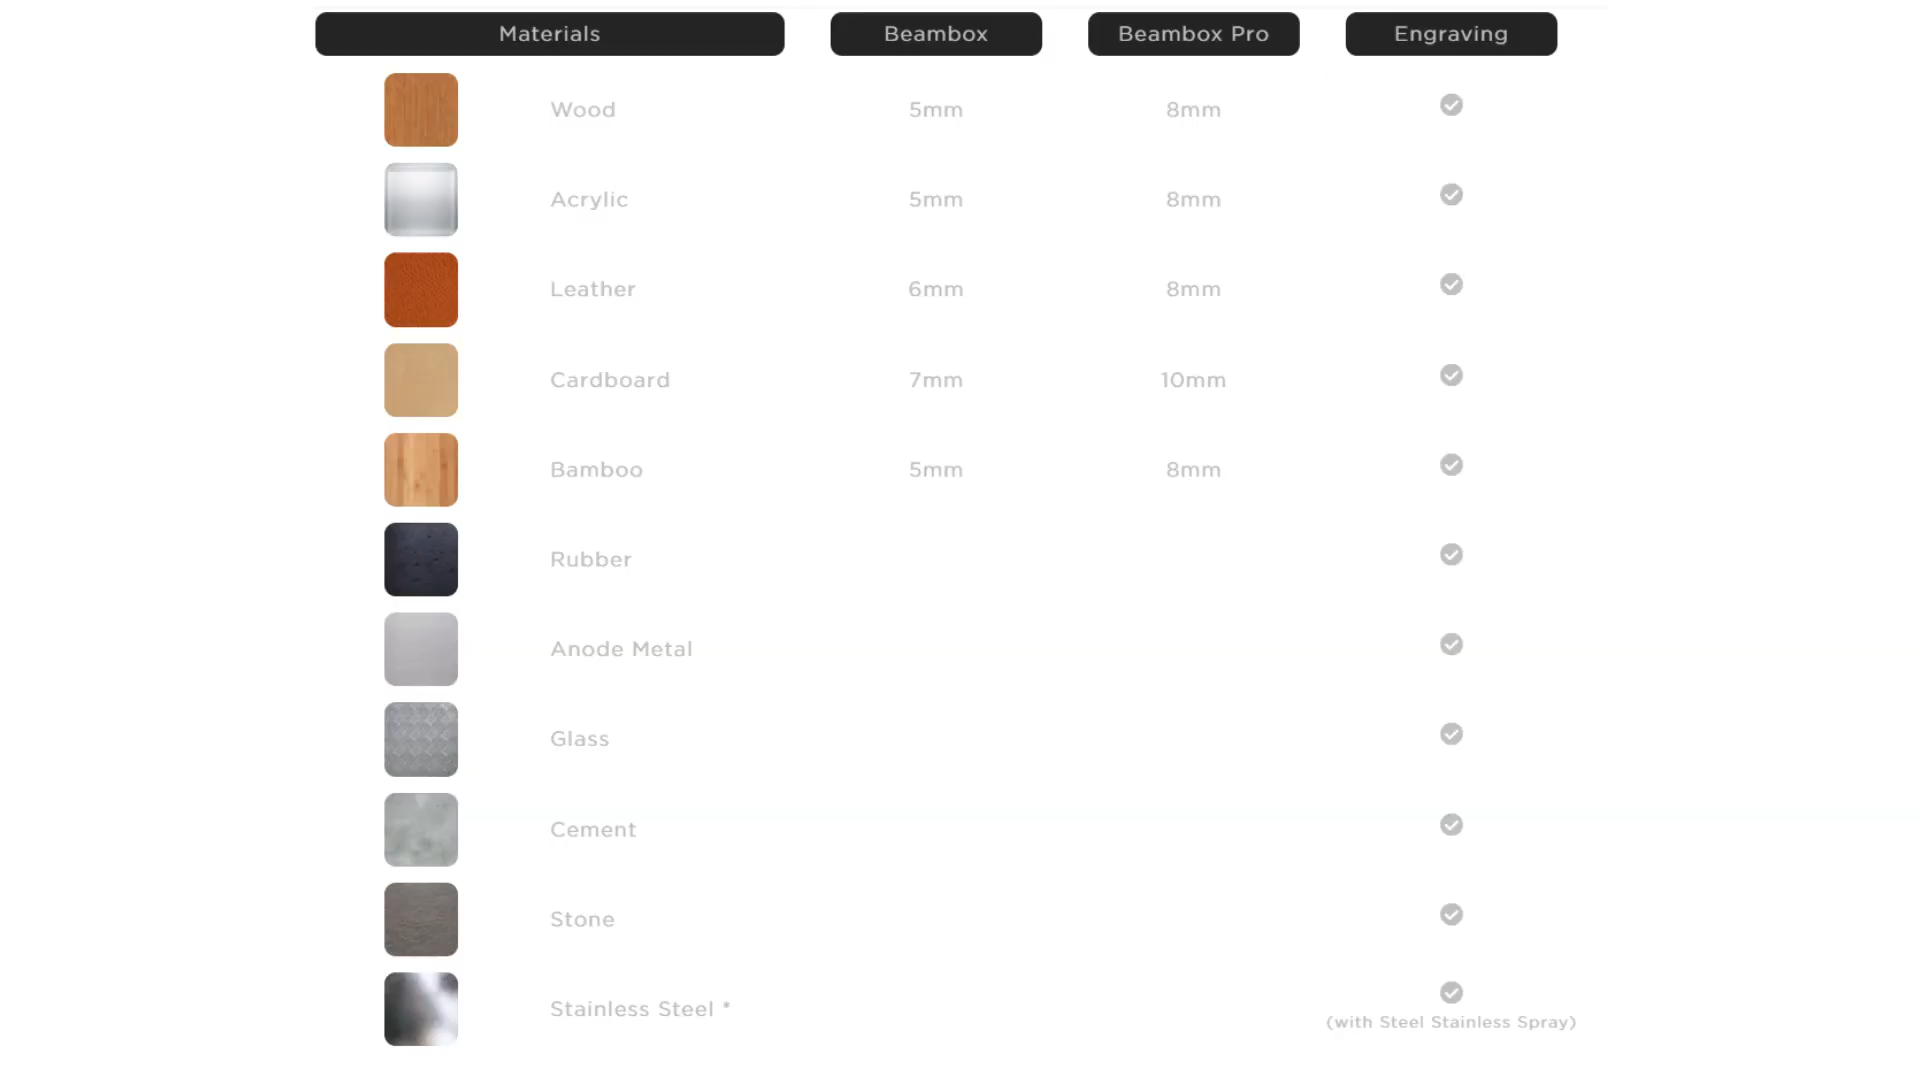 Materials Beambox Beambox Pro Engraving
Wood 5mm 8mm
Acrylic 5mm 8mm
Leather 6mm 8mm
Cardboard 7mm 10mm
Bamboo 5mm 8mm
Rubber
Anode Metal
Glass
Cement
Stone
Stainless Steel *
(with Steel Stainless Spray)